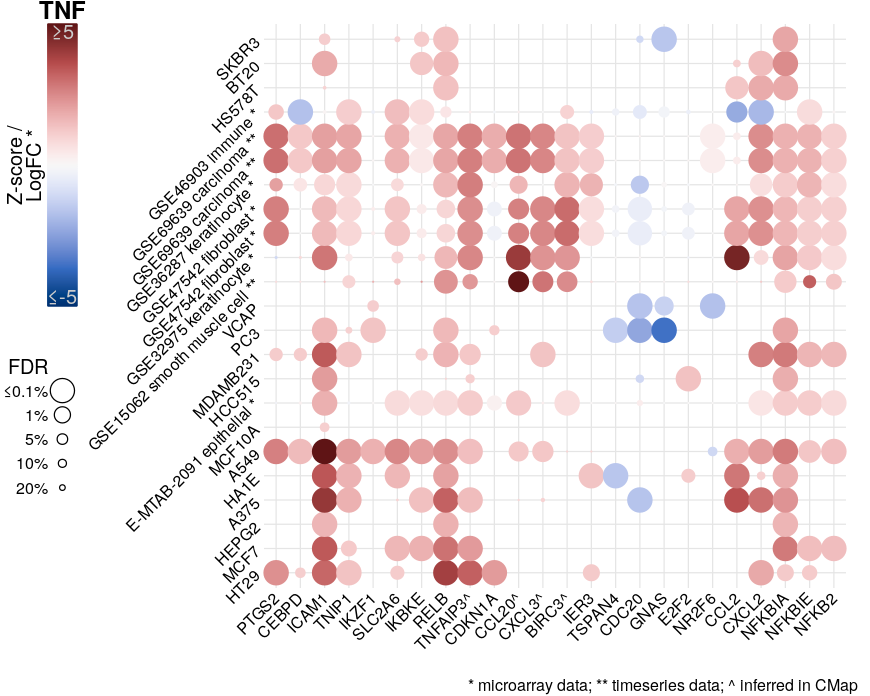 TNF
≥5
Z-score /
LogFC *
≤-5
FDR
≤0.1%
1%
5%
10%
20%
SKBR3
BT20
HS578T
GSE46903 immune *
GSE69639 carcinoma **
GSE69639 carcinoma **
GSE36287 keratinocyte *
GSE47542 fibroblast *
GSE47542 fibroblast *
GSE32975 keratinocyte *
GSE15062 smooth muscle cell **
VCAP
PC3
MDAMB231
HCC515
E-MTAB-2091 epithelial *
MCF10A
A549
HA1E
A375
HEPG2
MCF7
HT29
PTGS2
CEBPD
ICAM1
TNIP1
IKZF1
SLC2A6
IKBKE
RELB
TNFAIP3^
CDKN1A
CCL20^
CXCL3^
BIRC3^
IER3
TSPAN4
CDC20
GNAS
E2F2
NR2F6
CCL2
CXCL2
NFKBIA
NFKBIE
NFKB2
* microarray data; ** timeseries data; ^ inferred in CMap